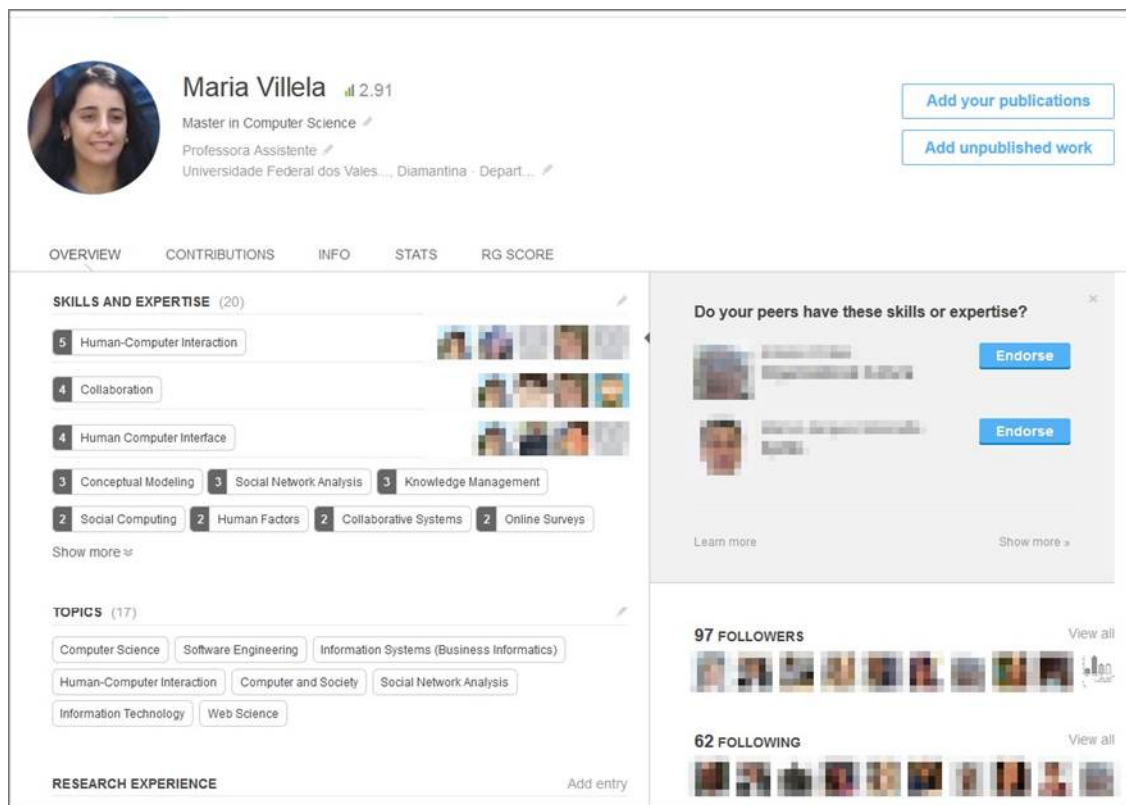 Maria Villela 2.91
Master in Computer Science
Professora Assistente
Universidade Federal dos Vales..., Diamantina · Depart...
Add your publications
Add unpublished work
OVERVIEW CONTRIBUTIONS INFO STATS RG SCORE
SKILLS AND EXPERTISE (20)
5 Human-Computer Interaction
4 Collaboration
4 Human Computer Interface
3 Conceptual Modeling 3 Social Network Analysis 3 Knowledge Management
2 Social Computing 2 Human Factors 2 Collaborative Systems 2 Online Surveys
Show more
TOPICS (17)
Computer Science Software Engineering Information Systems (Business Informatics)
Human-Computer Interaction Computer and Society Social Network Analysis
Information Technology Web Science
RESEARCH EXPERIENCE Add entry
Do your peers have these skills or expertise? ×
Endorse
Endorse
Learn more Show more »
97 FOLLOWERS View all
62 FOLLOWING View all